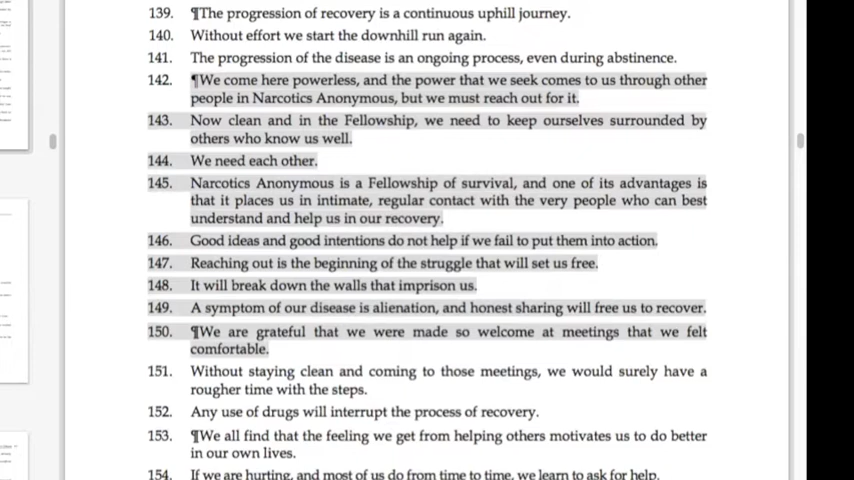 139. ¶The progression of recovery is a continuous uphill journey.
140. Without effort we start the downhill run again.
141. The progression of the disease is an ongoing process, even during abstinence.
142. ¶We come here powerless, and the power that we seek comes to us through other
people in Narcotics Anonymous, but we must reach out for it.
143. Now clean and in the Fellowship, we need to keep ourselves surrounded by
others who know us well.
144. We need each other.
145. Narcotics Anonymous is a Fellowship of survival, and one of its advantages is
that it places us in intimate, regular contact with the very people who can best
understand and help us in our recovery.
146. Good ideas and good intentions do not help if we fail to put them into action.
147. Reaching out is the beginning of the struggle that will set us free.
148. It will break down the walls that imprison us.
149. A symptom of our disease is alienation, and honest sharing will free us to recover.
150. ¶We are grateful that we were made so welcome at meetings that we felt
comfortable.
151. Without staying clean and coming to those meetings, we would surely have a
rougher time with the steps.
152. Any use of drugs will interrupt the process of recovery.
153. ¶We all find that the feeling we get from helping others motivates us to do better
in our own lives.
154. If we are hurting, and most of us do from time to time, we learn to ask for help.